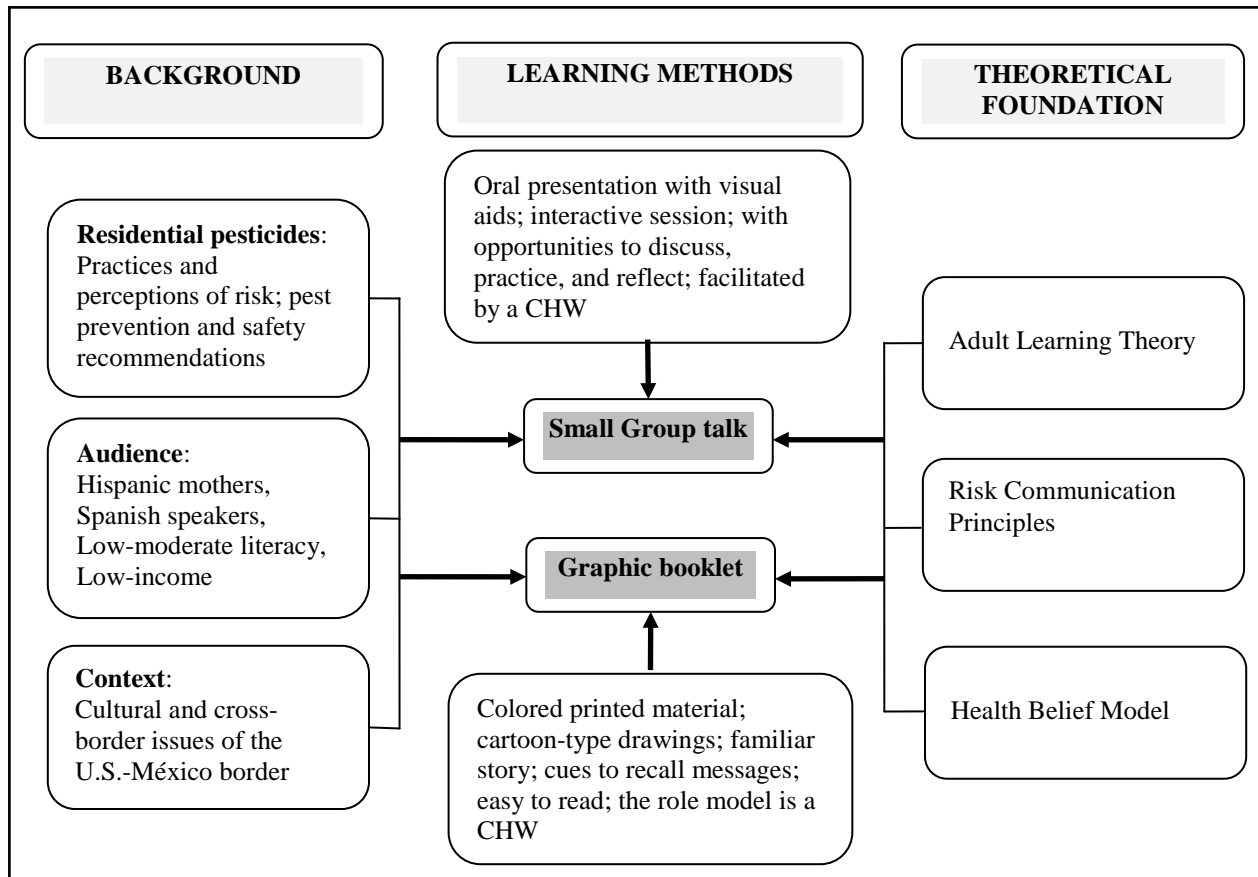 BACKGROUND
Residential pesticides:
Practices and
perceptions of risk; pest
prevention and safety
recommendations
Audience:
Hispanic mothers,
Spanish speakers,
Low-moderate literacy,
Low-income
Context:
Cultural and cross-
border issues of the
U.S.-México border
LEARNING METHODS
Oral presentation with visual
aids; interactive session; with
opportunities to discuss,
practice, and reflect; facilitated
by a CHW
Small Group talk
Graphic booklet
Colored printed material;
cartoon-type drawings; familiar
story; cues to recall messages;
easy to read; the role model is a
CHW
THEORETICAL
FOUNDATION
Adult Learning Theory
Risk Communication
Principles
Health Belief Model